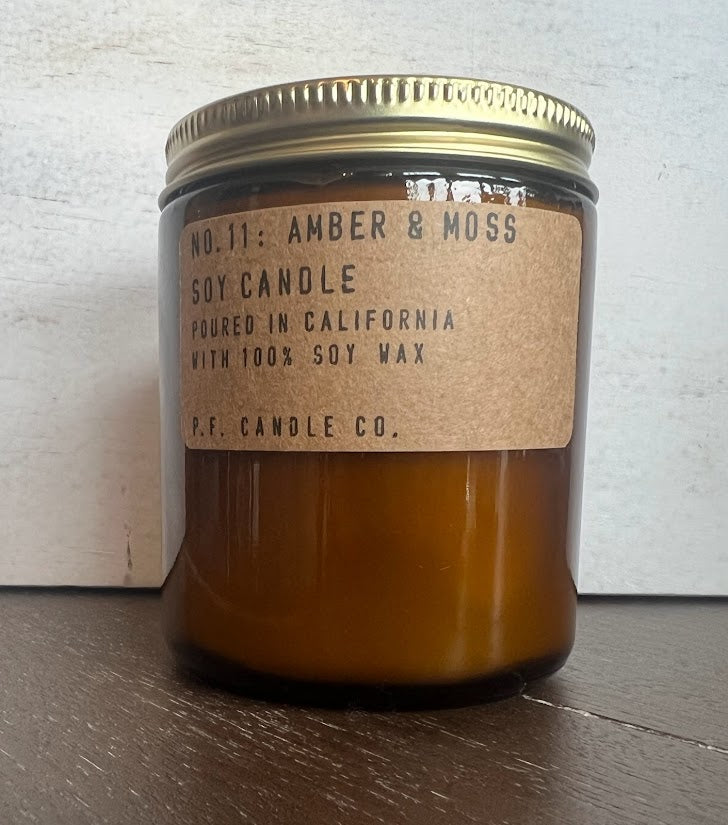 NO.11: AMBER & MOSS
SOY CANDLE
POURED IN CALIFORNIA
WITH 100% SOY WAX
P.F. CANDLE CO.